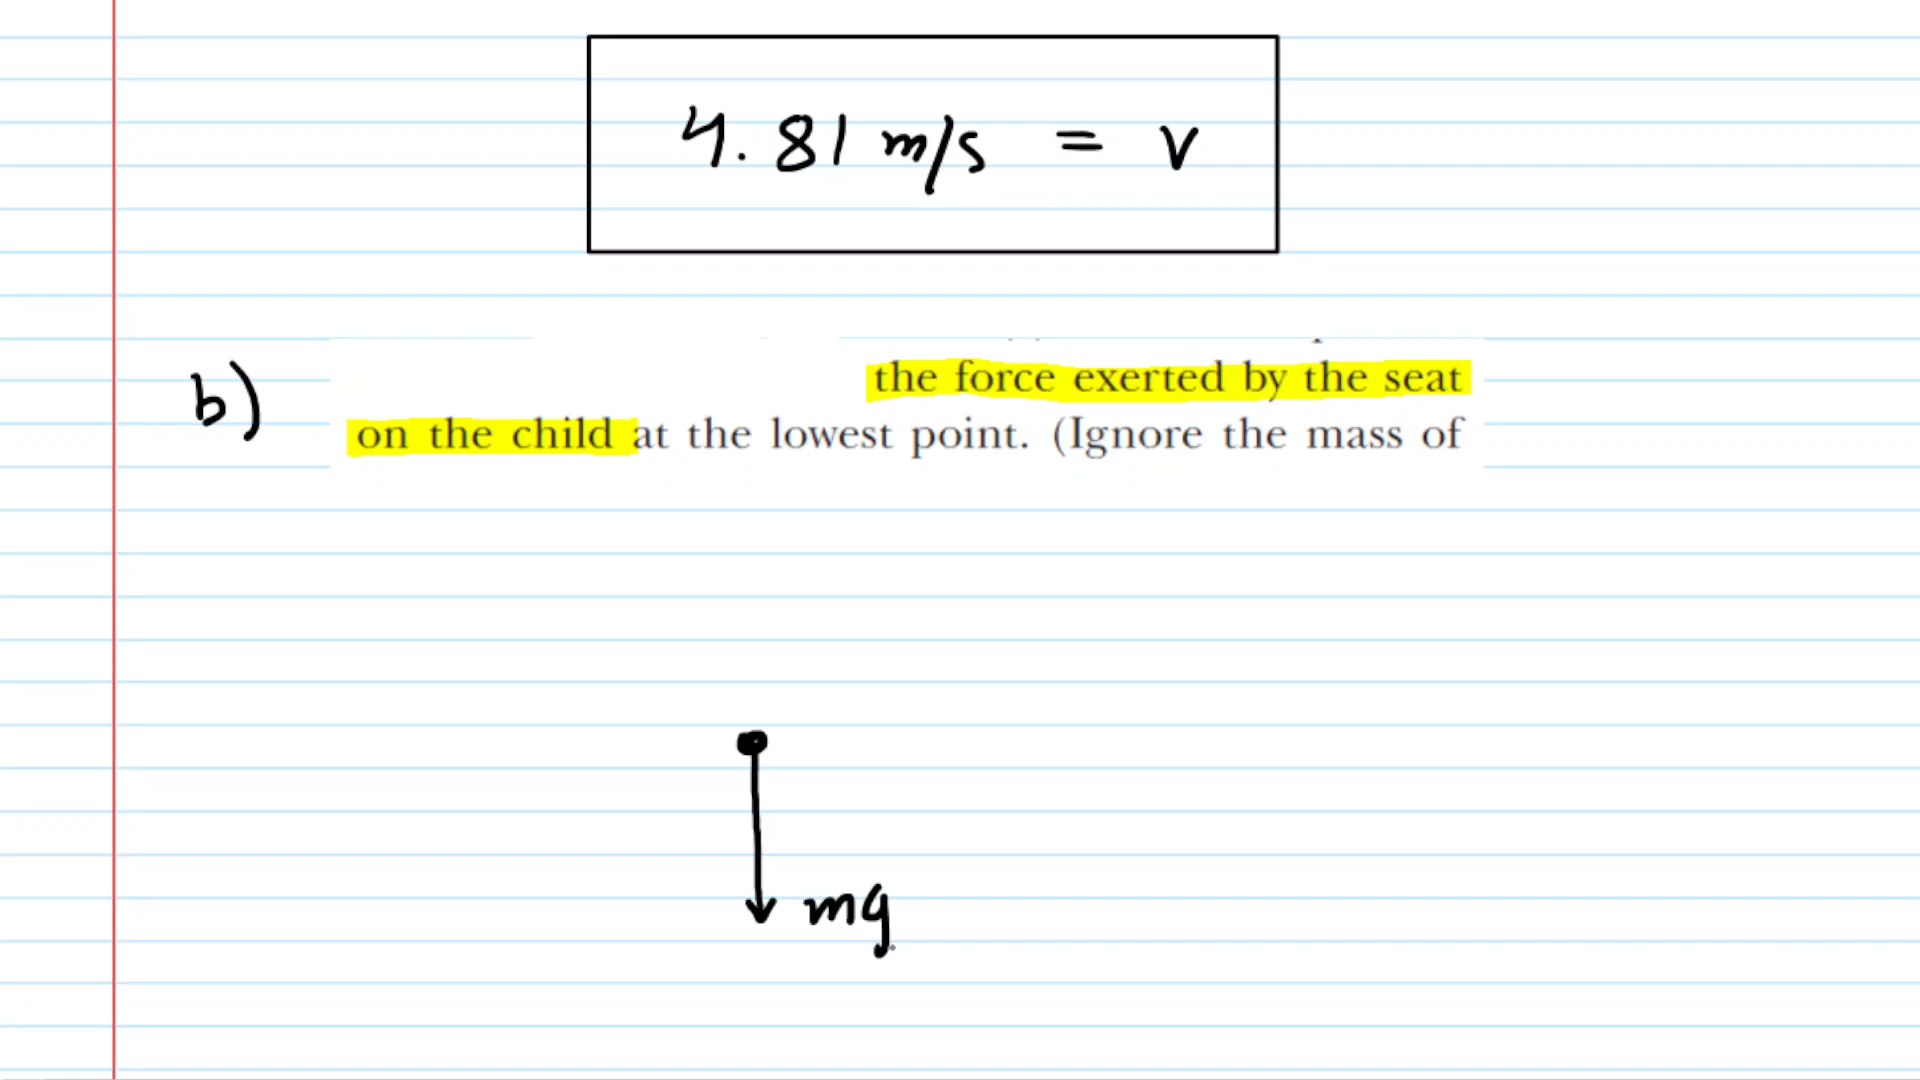 4.81 m/s = v
b)
the force exerted by the seat
on the child at the lowest point. (Ignore the mass of
mg